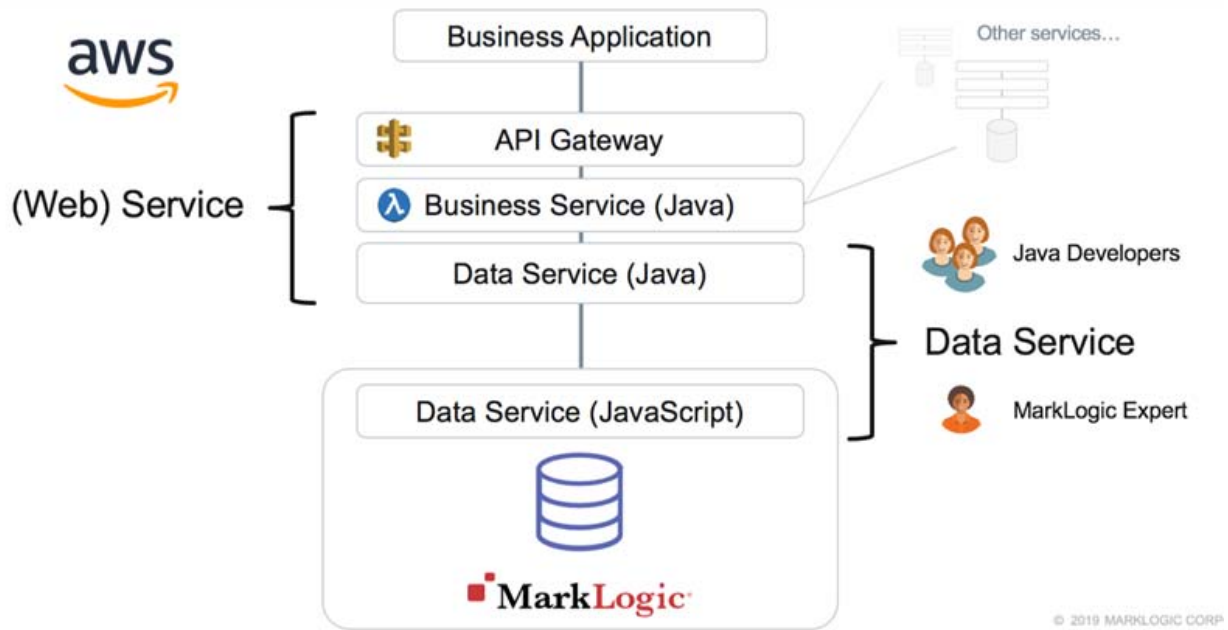 aws
Business Application
Other services…
API Gateway
(Web) Service
λ Business Service (Java)
Data Service (Java)
Java Developers
Data Service
Data Service (JavaScript)
MarkLogic Expert
MarkLogic
© 2019 MARKLOGIC CORP